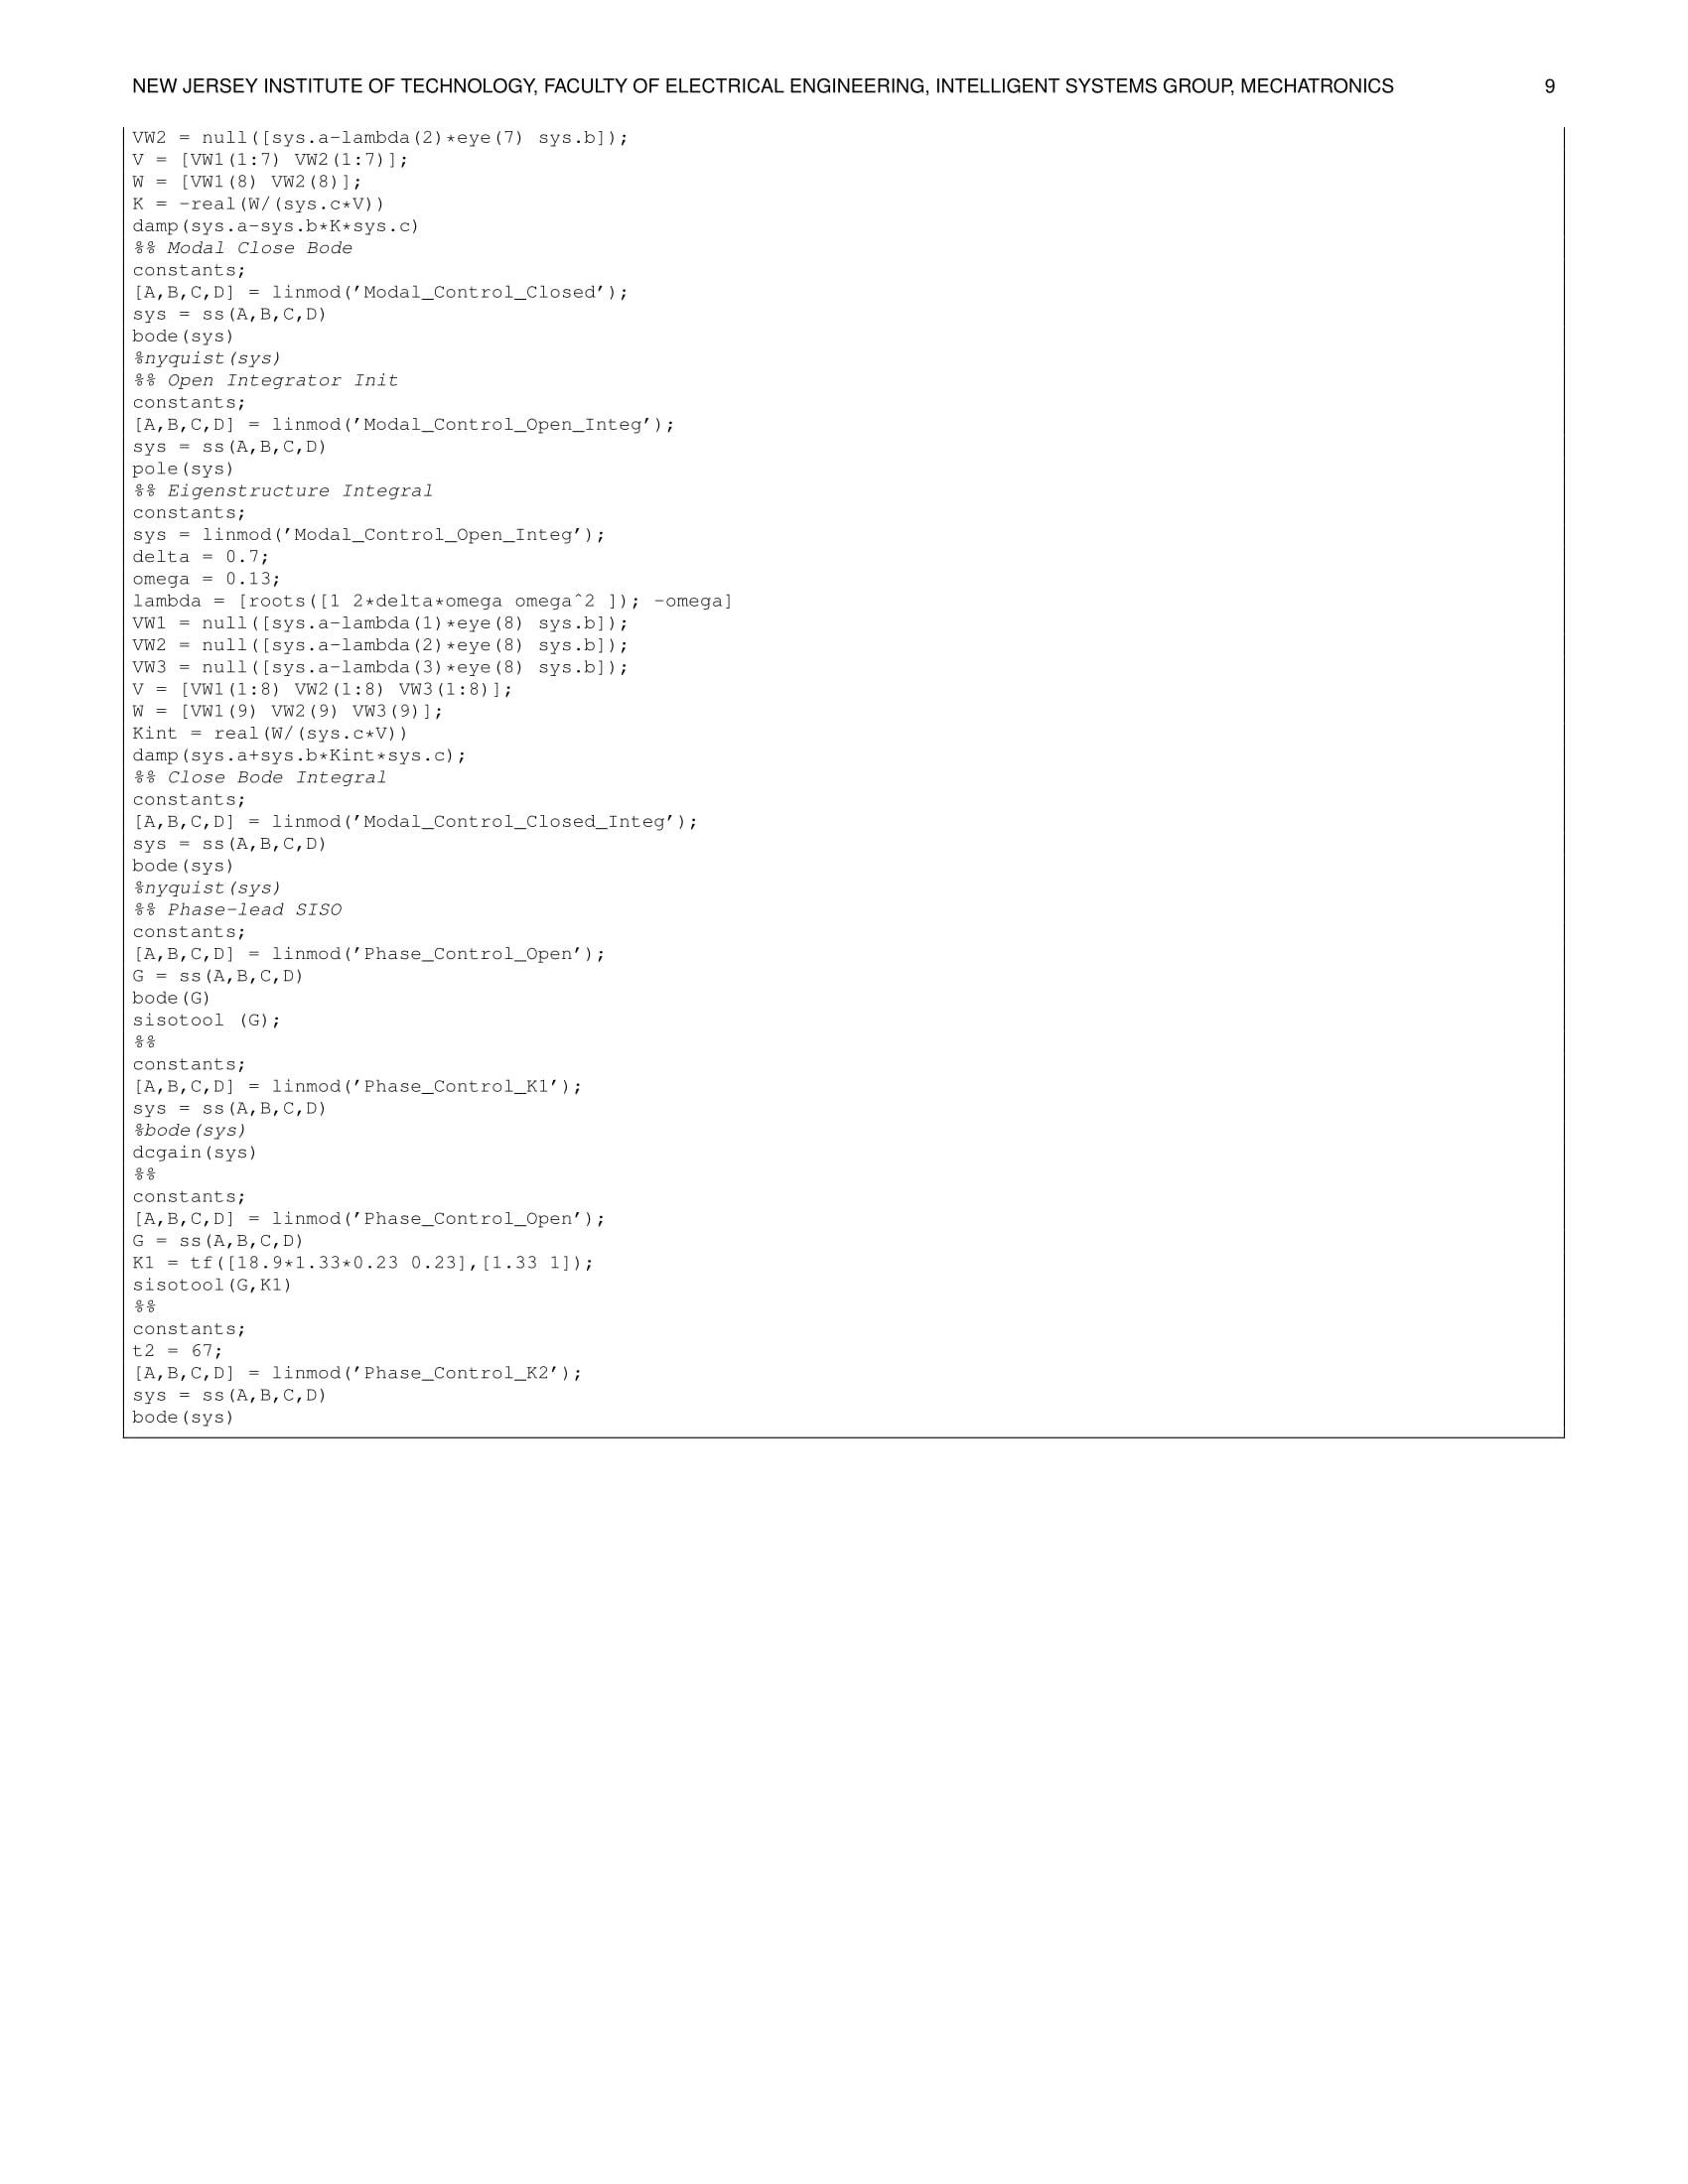 NEW JERSEY INSTITUTE OF TECHNOLOGY, FACULTY OF ELECTRICAL ENGINEERING, INTELLIGENT SYSTEMS GROUP, MECHATRONICS 9
VW2 = null([sys.a-lambda(2)*eye(7) sys.b]);
V = [VW1(1:7) VW2(1:7)];
W = [VW1(8) VW2(8)];
K = -real(W/(sys.c*V))
damp(sys.a-sys.b*K*sys.c)
%% Modal Close Bode
constants;
[A,B,C,D] = linmod('Modal_Control_Closed');
sys = ss(A,B,C,D)
bode(sys)
%nyquist(sys)
%% Open Integrator Init
constants;
[A,B,C,D] = linmod('Modal_Control_Open_Integ');
sys = ss(A,B,C,D)
pole(sys)
%% Eigenstructure Integral
constants;
sys = linmod('Modal_Control_Open_Integ');
delta = 0.7;
omega = 0.13;
lambda = [roots([1 2*delta*omega omega^2 ]); -omega]
VW1 = null([sys.a-lambda(1)*eye(8) sys.b]);
VW2 = null([sys.a-lambda(2)*eye(8) sys.b]);
VW3 = null([sys.a-lambda(3)*eye(8) sys.b]);
V = [VW1(1:8) VW2(1:8) VW3(1:8)];
W = [VW1(9) VW2(9) VW3(9)];
Kint = real(W/(sys.c*V))
damp(sys.a+sys.b*Kint*sys.c);
%% Close Bode Integral
constants;
[A,B,C,D] = linmod('Modal_Control_Closed_Integ');
sys = ss(A,B,C,D)
bode(sys)
%nyquist(sys)
%% Phase-lead SISO
constants;
[A,B,C,D] = linmod('Phase_Control_Open');
G = ss(A,B,C,D)
bode(G)
sisotool (G);
%%
constants;
[A,B,C,D] = linmod('Phase_Control_K1');
sys = ss(A,B,C,D)
%bode(sys)
dcgain(sys)
%%
constants;
[A,B,C,D] = linmod('Phase_Control_Open');
G = ss(A,B,C,D)
K1 = tf([18.9*1.33*0.23 0.23],[1.33 1]);
sisotool(G,K1)
%%
constants;
t2 = 67;
[A,B,C,D] = linmod('Phase_Control_K2');
sys = ss(A,B,C,D)
bode(sys)